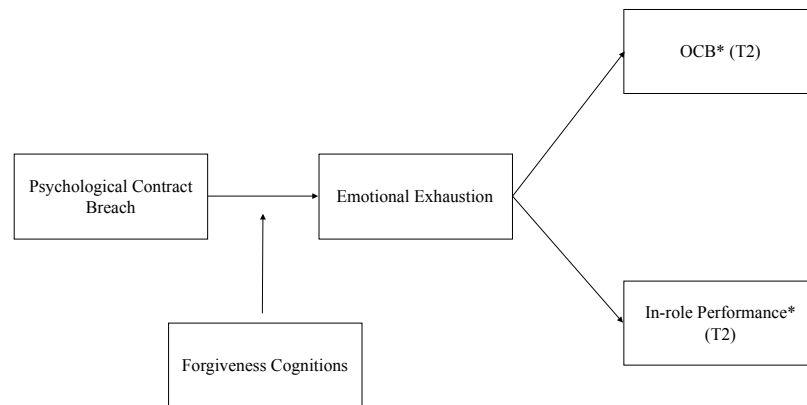 OCB* (T2)
Psychological Contract
Breach
Emotional Exhaustion
In-role Performance*
(T2)
Forgiveness Cognitions